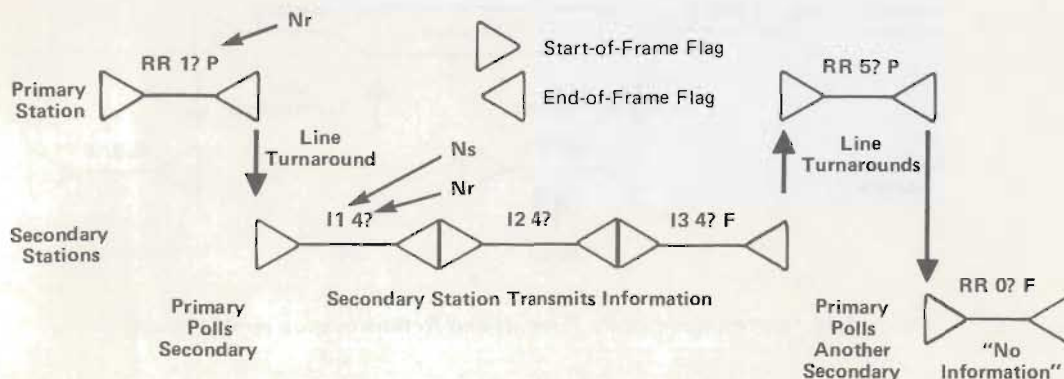 Nr
RR 1? P
Primary
Station
Start-of-Frame Flag
End-of-Frame Flag
RR 5? P
Line
Turnaround
Ns
Nr
Line
Turnarounds
Secondary
Stations
I1 4?
I2 4?
I3 4? F
Primary
Polls
Secondary
Secondary Station Transmits Information
Primary
Polls
Another
Secondary
RR 0? F
"No
Information"